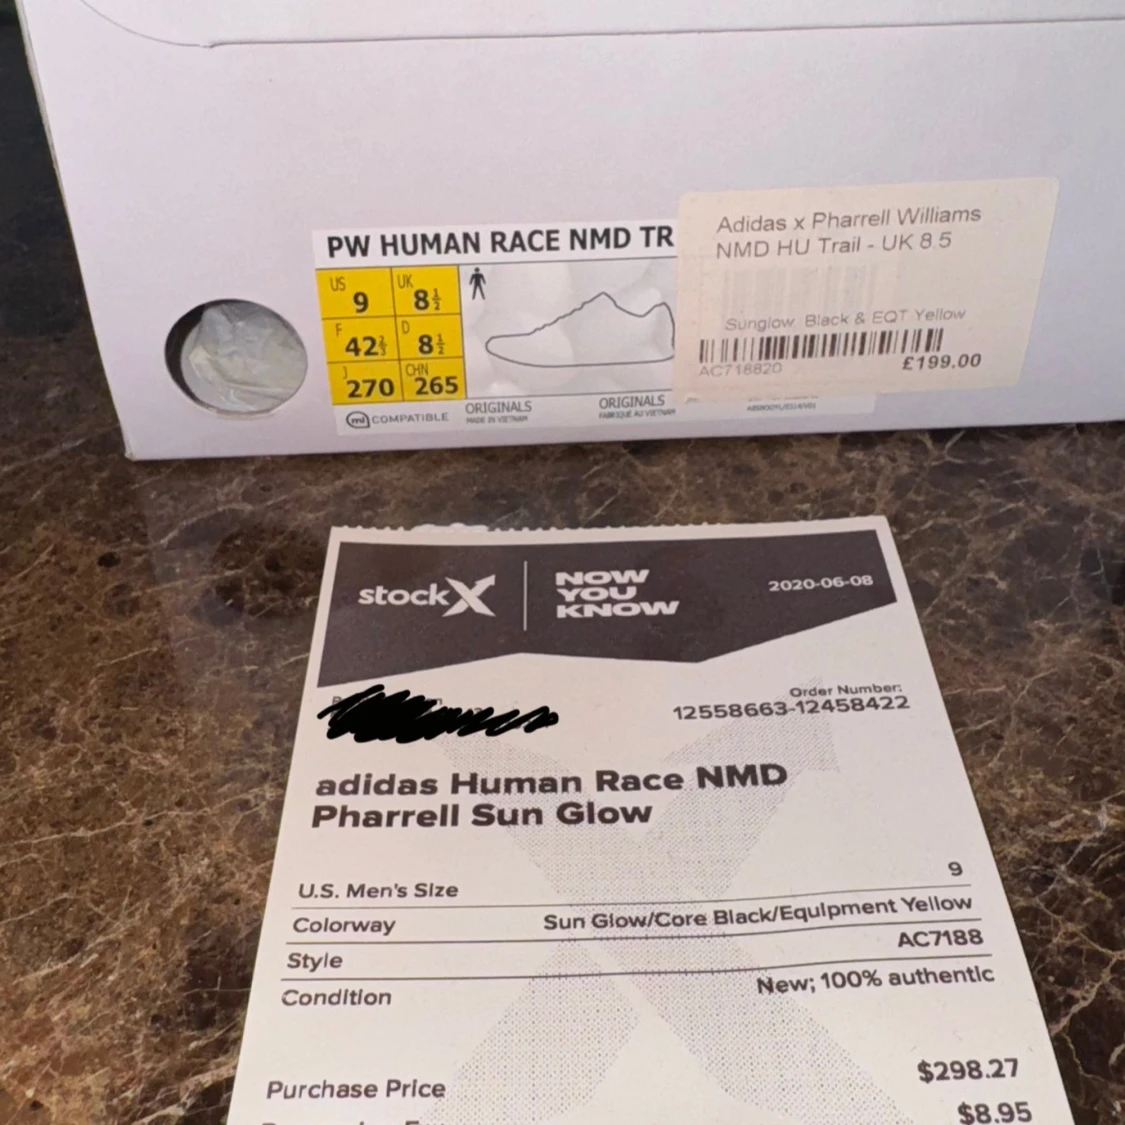 PW HUMAN RACE NMD TR
US
9
UK
8½
F
42⅔
D
8½
J
270
CHN
265
mi COMPATIBLE
ORIGINALS
MADE IN VIETNAM
ORIGINALS
FABRIQUÉ AU VIETNAM
Adidas x Pharrell Williams
NMD HU Trail - UK 8.5
Sunglow, Black & EQT Yellow
AC718820
£199.00
stockX
NOW
YOU
KNOW
2020-06-08
Order Number:
12558663-12458422
adidas Human Race NMD
Pharrell Sun Glow
U.S. Men's Size 9
Colorway Sun Glow/Core Black/Equipment Yellow
Style AC7188
Condition New; 100% authentic
Purchase Price $298.27
$8.95